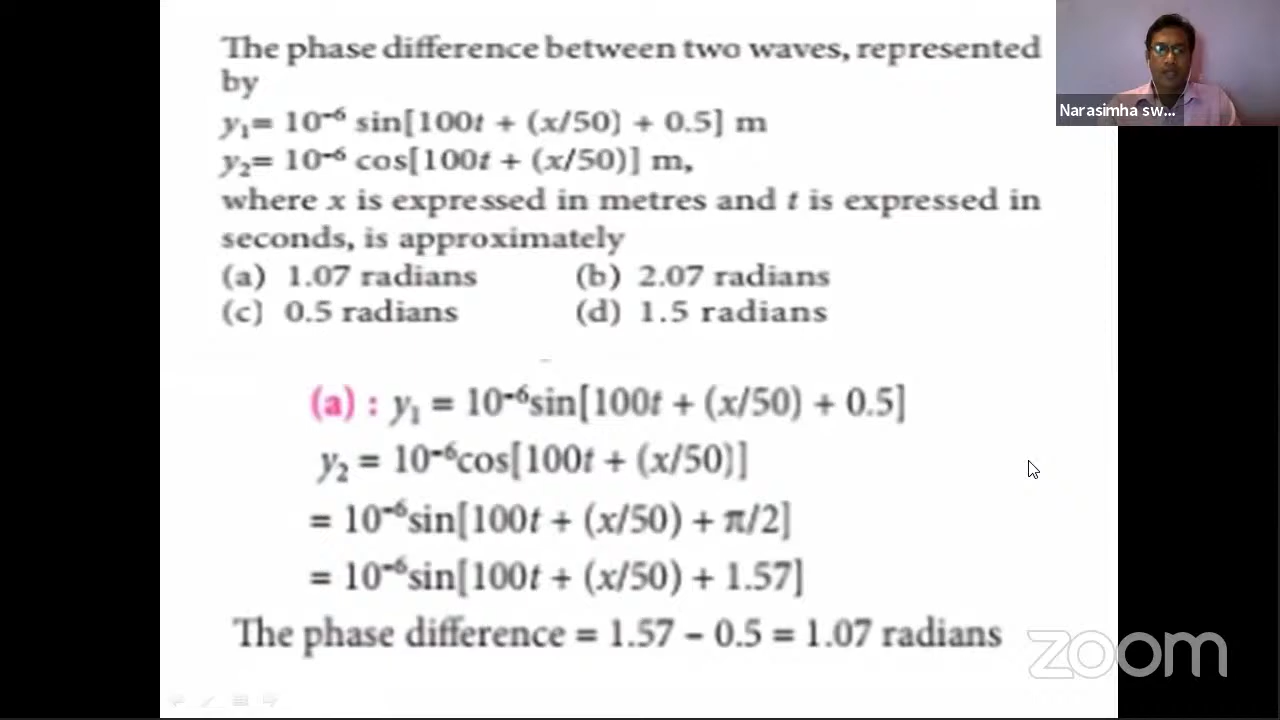 The phase difference between two waves, represented
by
y₁= 10⁻⁶ sin[100t + (x/50) + 0.5] m
y₂= 10⁻⁶ cos[100t + (x/50)] m,
where x is expressed in metres and t is expressed in
seconds, is approximately
(a) 1.07 radians (b) 2.07 radians
(c) 0.5 radians (d) 1.5 radians
(a) : y₁ = 10⁻⁶sin[100t + (x/50) + 0.5]
y₂ = 10⁻⁶cos[100t + (x/50)]
= 10⁻⁶sin[100t + (x/50) + π/2]
= 10⁻⁶sin[100t + (x/50) + 1.57]
The phase difference = 1.57 – 0.5 = 1.07 radians
Narasimha sw...
zoom